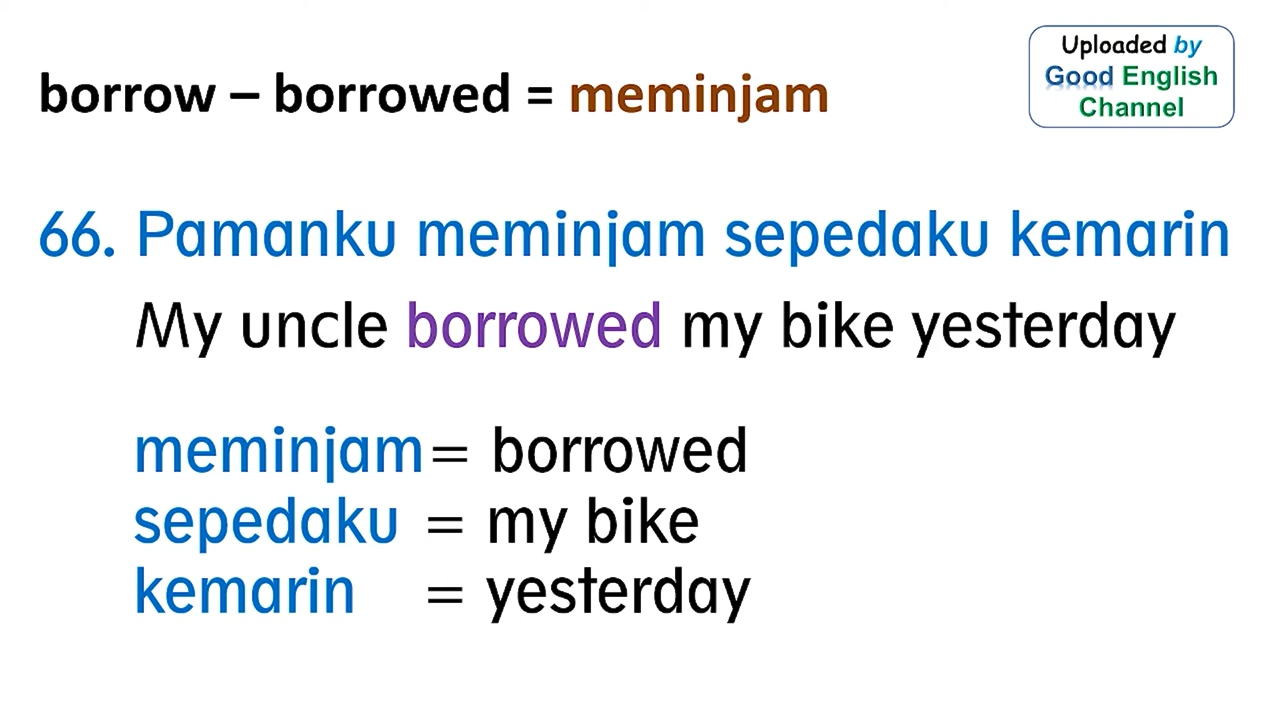 borrow – borrowed = meminjam
Uploaded by
Good English
Channel
66. Pamanku meminjam sepedaku kemarin
My uncle borrowed my bike yesterday
meminjam = borrowed
sepedaku = my bike
kemarin = yesterday